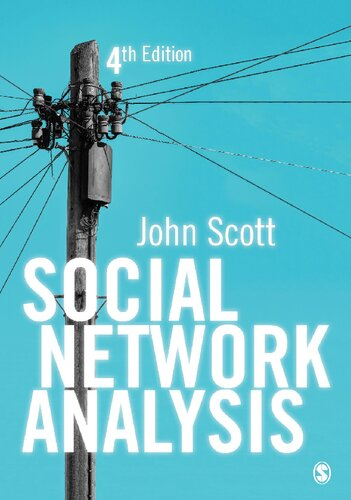 4th Edition
John Scott
SOCIAL
NETWORK
ANALYSIS
S